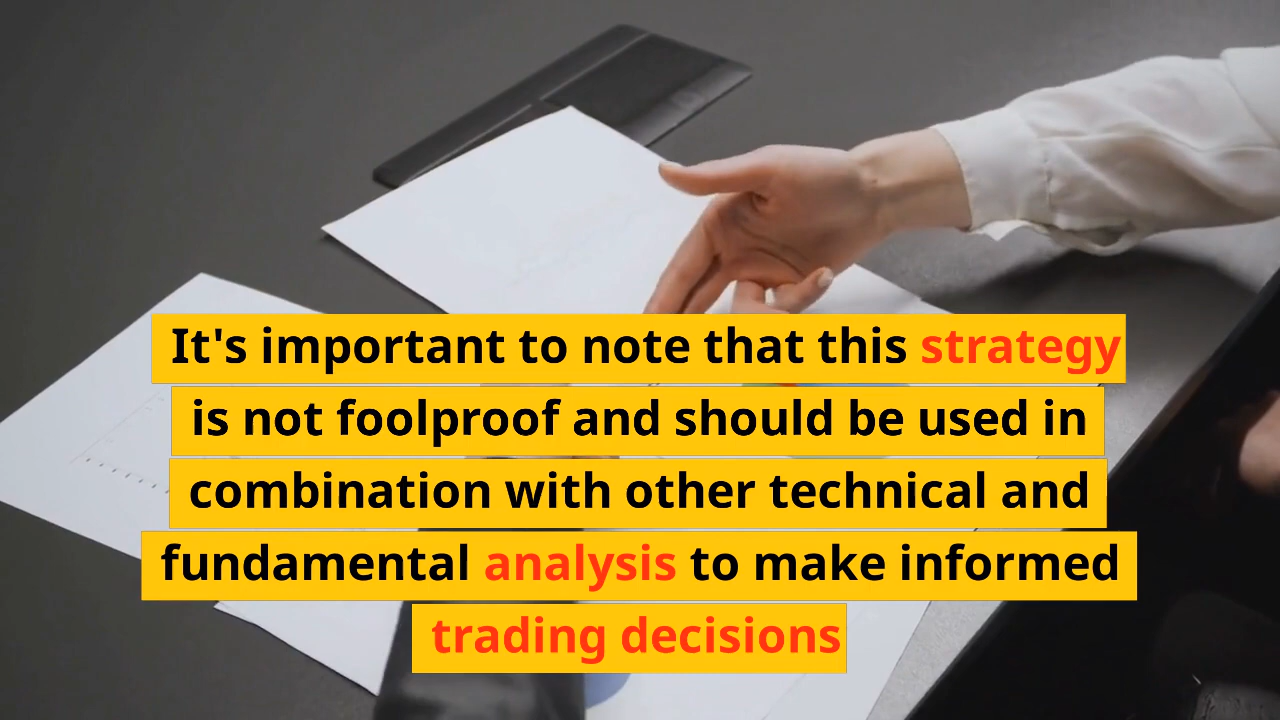 It's important to note that this strategy
is not foolproof and should be used in
combination with other technical and
fundamental analysis to make informed
trading decisions